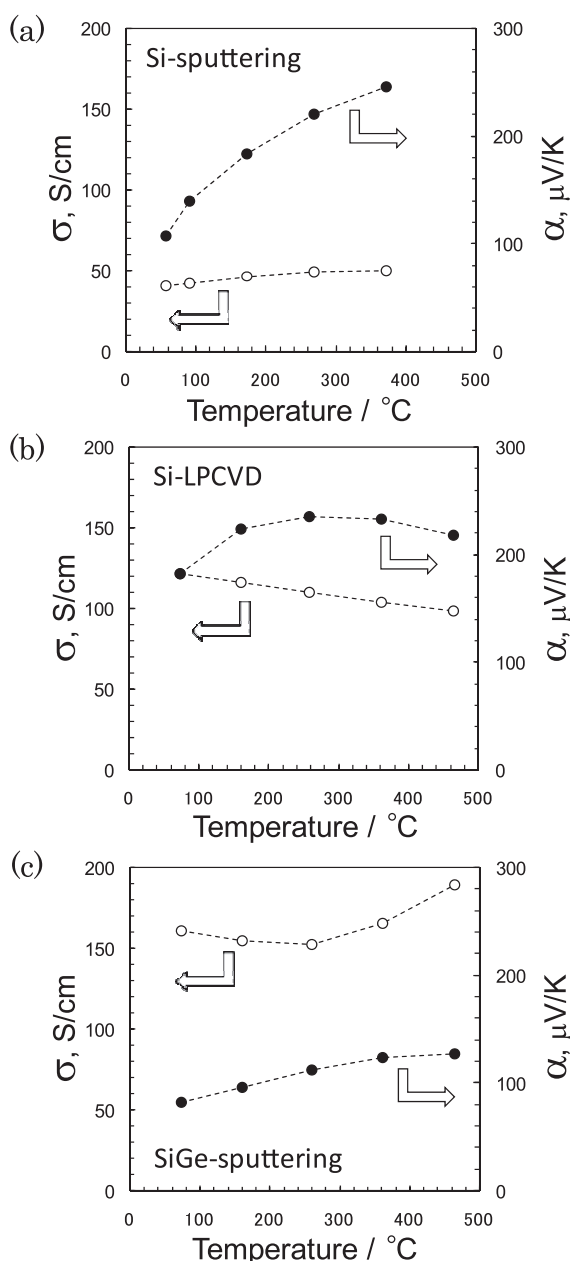 (a)
Si-sputtering
200
150
100
50
0
σ, S/cm
300
200
100
0
α, μV/K
0 100 200 300 400 500
Temperature / °C
(b)
Si-LPCVD
200
150
100
50
0
σ, S/cm
300
200
100
0
α, μV/K
0 100 200 300 400 500
Temperature / °C
(c)
200
150
100
50
0
σ, S/cm
300
200
100
0
α, μV/K
SiGe-sputtering
0 100 200 300 400 500
Temperature / °C